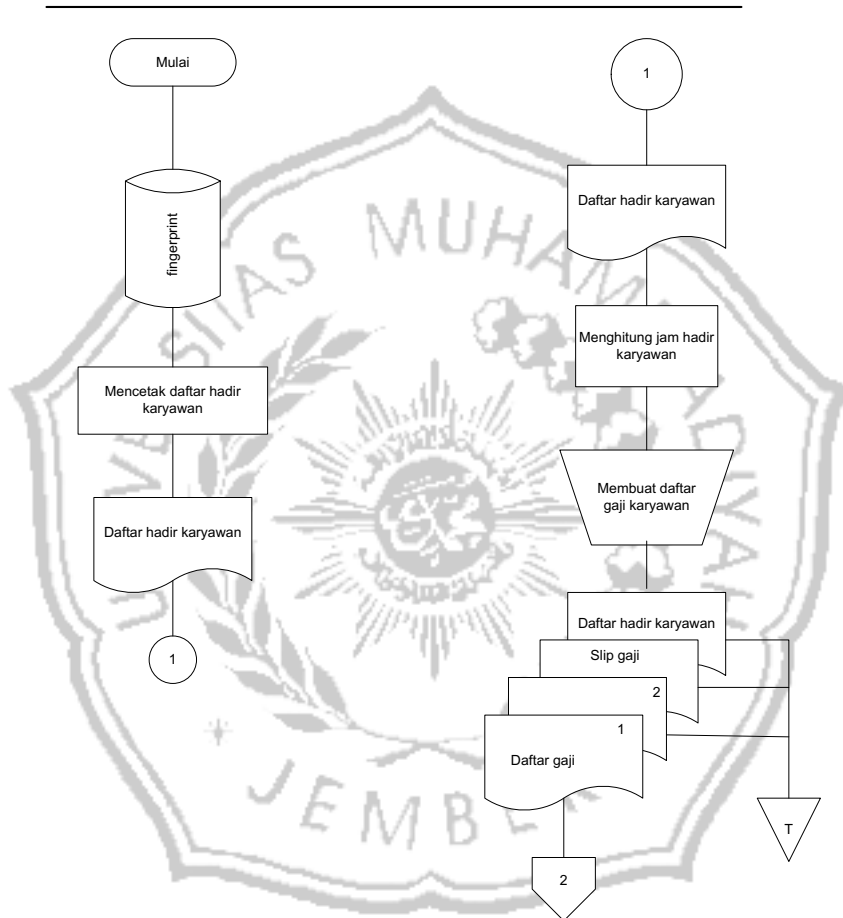 Mulai
fingerprint
Mencetak daftar hadir
karyawan
Daftar hadir karyawan
1
1
Daftar hadir karyawan
Menghitung jam hadir
karyawan
Membuat daftar
gaji karyawan
Daftar hadir karyawan
Slip gaji
2
1
Daftar gaji
T
2
MUHAM
JEMBER